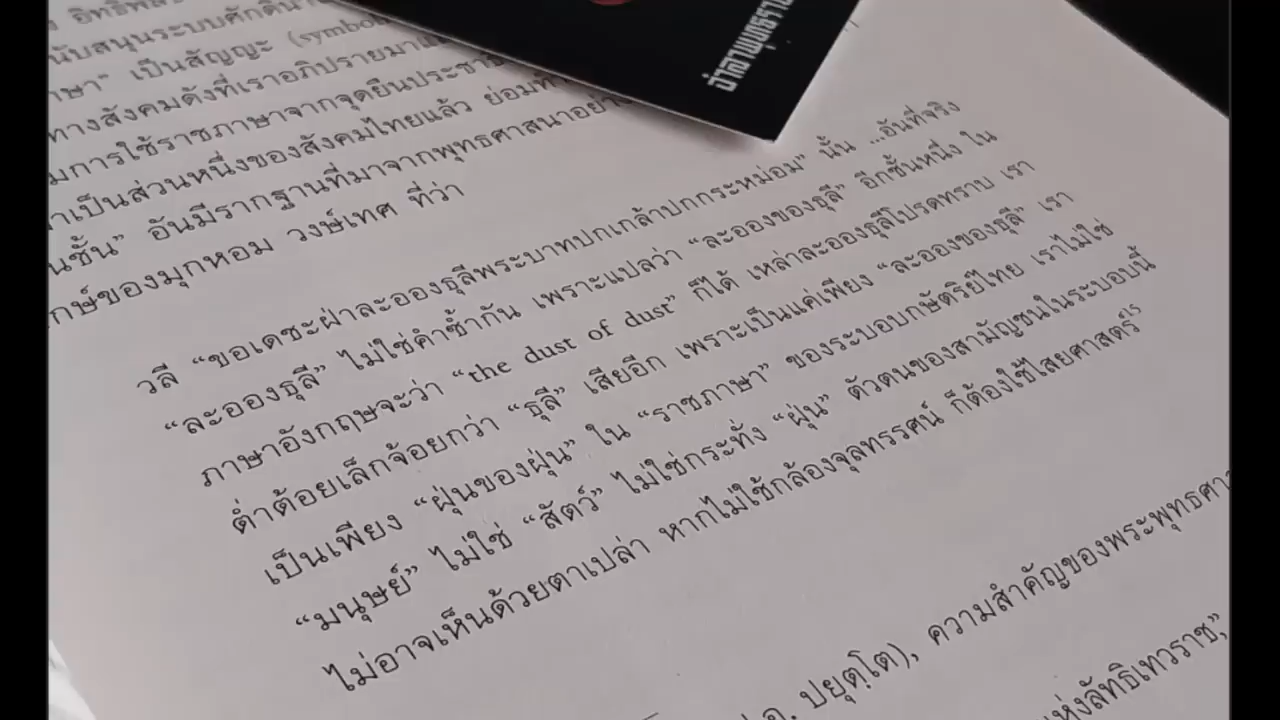 อิทธิพล
นับสนุนระบบศักดินา
าษา” เป็นสัญญะ (symbol
ทางสังคมดังที่เราอภิปรายมาแ
มการใช้ราชภาษาจากจุดยืนประชาธิ
าเป็นส่วนหนึ่งของสังคมไทยแล้ว ย่อมที
นชั้น” อันมีรากฐานที่มาจากพุทธศาสนาอย่าง
กษ์ของมุกหอม วงษ์เทศ ที่ว่า
วลี “ขอเดชะฝ่าละอองธุลีพระบาทปกเกล้าปกกระหม่อม” นั้น ...อันที่จริง
“ละอองธุลี” ไม่ใช่คำซ้ำกัน เพราะแปลว่า “ละอองของธุลี” อีกชั้นหนึ่ง ใน
ภาษาอังกฤษจะว่า “the dust of dust” ก็ได้ เหล่าละอองธุลีโปรดทราบ เรา
ต่ำต้อยเล็กจ้อยกว่า “ธุลี” เสียอีก เพราะเป็นแค่เพียง “ละอองของธุลี” เรา
เป็นเพียง “ฝุ่นของฝุ่น” ใน “ราชภาษา” ของระบอบกษัตริย์ไทย เราไม่ใช่
“มนุษย์” ไม่ใช่ “สัตว์” ไม่ใช่กระทั่ง “ฝุ่น” ตัวตนของสามัญชนในระบอบนี้
ไม่อาจเห็นด้วยตาเปล่า หากไม่ใช้กล้องจุลทรรศน์ ก็ต้องใช้ไสยศาสตร์¹⁵
อ. ปยุตฺโต), ความสำคัญของพระพุทธศา
แห่งลัทธิเทวราช”,